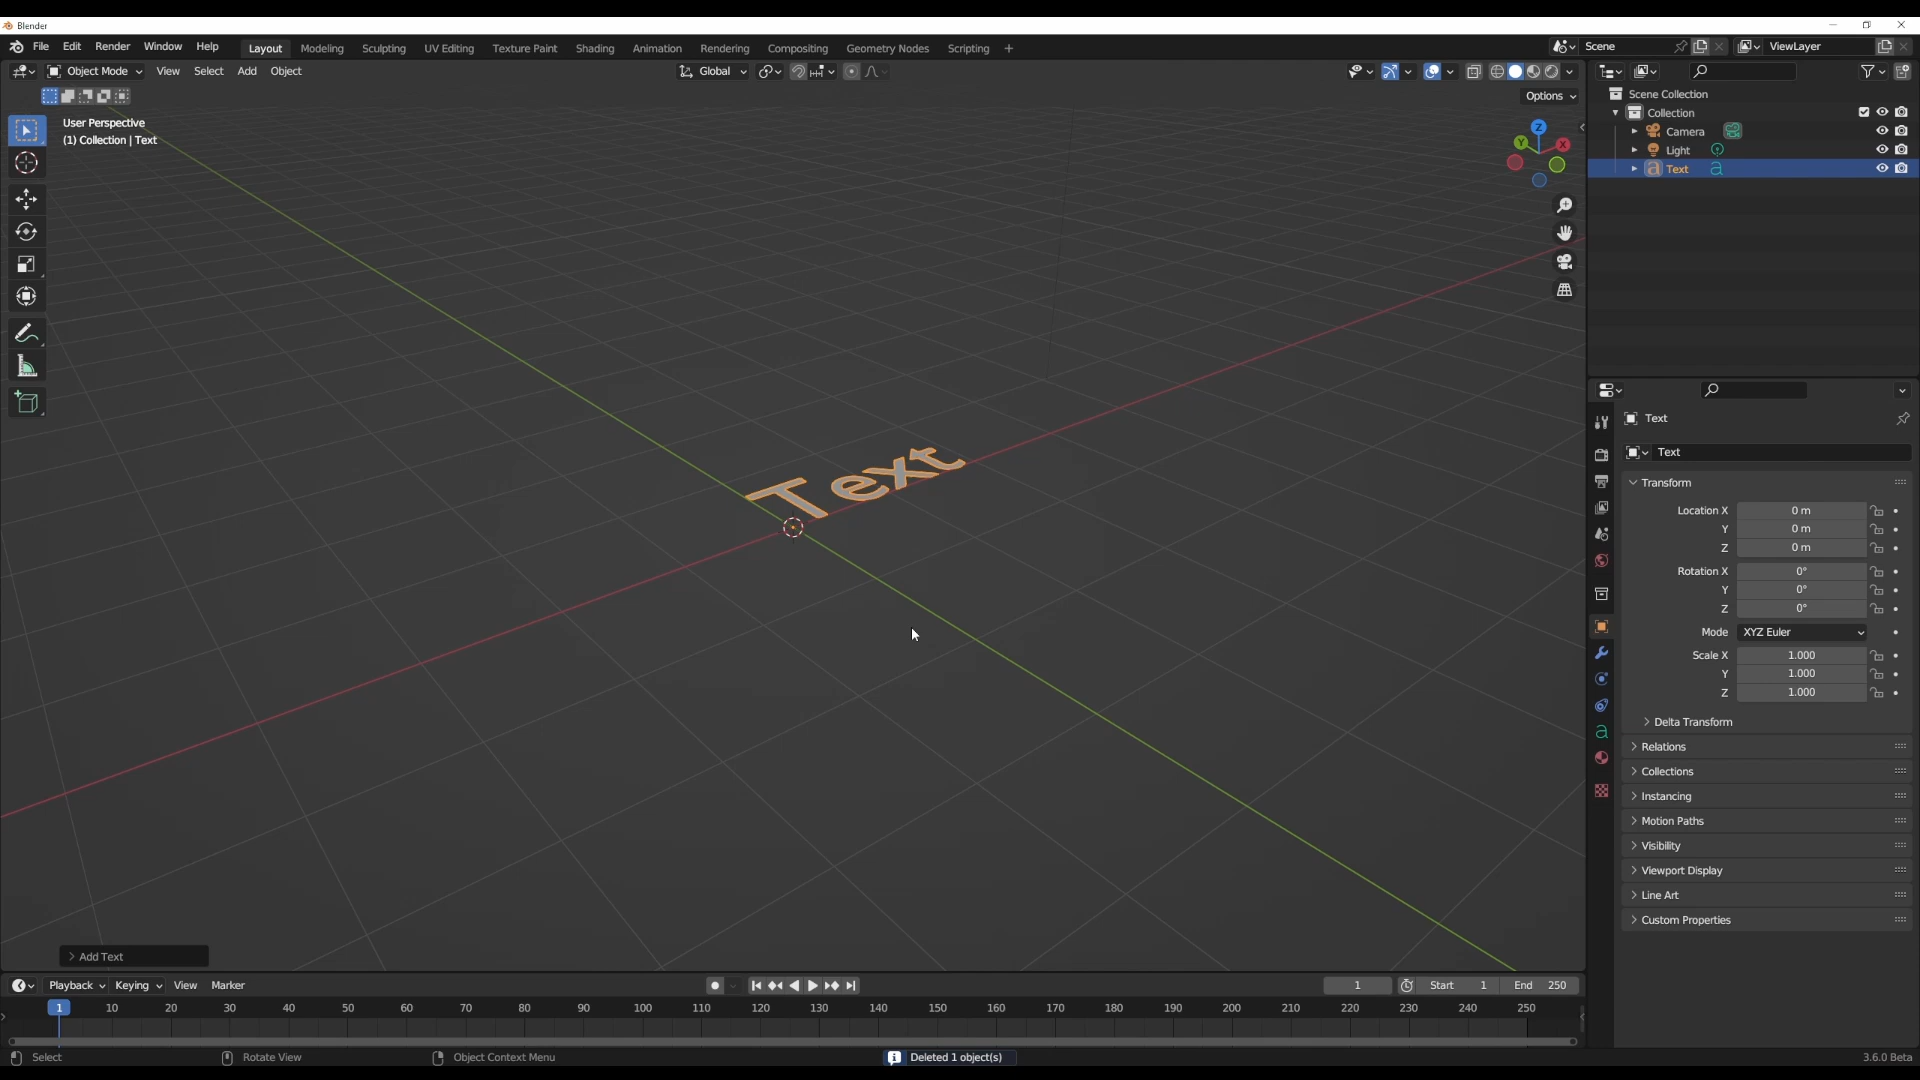 Blender
File Edit Render Window Help Layout Modeling Sculpting UV Editing Texture Paint Shading Animation Rendering Compositing Geometry Nodes Scripting + Scene ViewLayer
Object Mode View Select Add Object Global
Options
User Perspective
(1) Collection | Text
Z
Y
X
Text
Add Text
Scene Collection
Collection
Camera
Light
Text
Text
Text
Transform
Location X 0 m
Y 0 m
Z 0 m
Rotation X 0°
Y 0°
Z 0°
Mode XYZ Euler
Scale X 1.000
Y 1.000
Z 1.000
Delta Transform
Relations
Collections
Instancing
Motion Paths
Visibility
Viewport Display
Line Art
Custom Properties
Playback Keying View Marker 1 Start 1 End 250
1 10 20 30 40 50 60 70 80 90 100 110 120 130 140 150 160 170 180 190 200 210 220 230 240 250
Select Rotate View Object Context Menu Deleted 1 object(s) 3.6.0 Beta